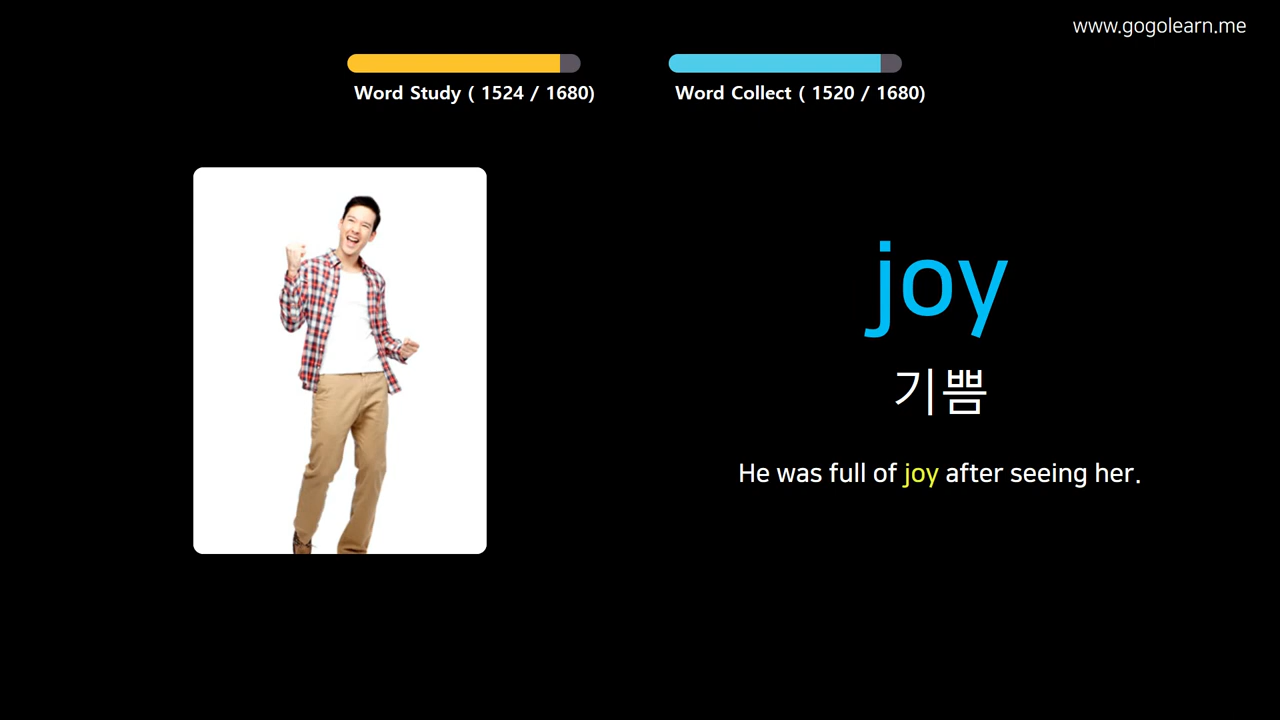 www.gogolearn.me
Word Study ( 1524 / 1680)
Word Collect ( 1520 / 1680)
joy
기쁨
He was full of joy after seeing her.